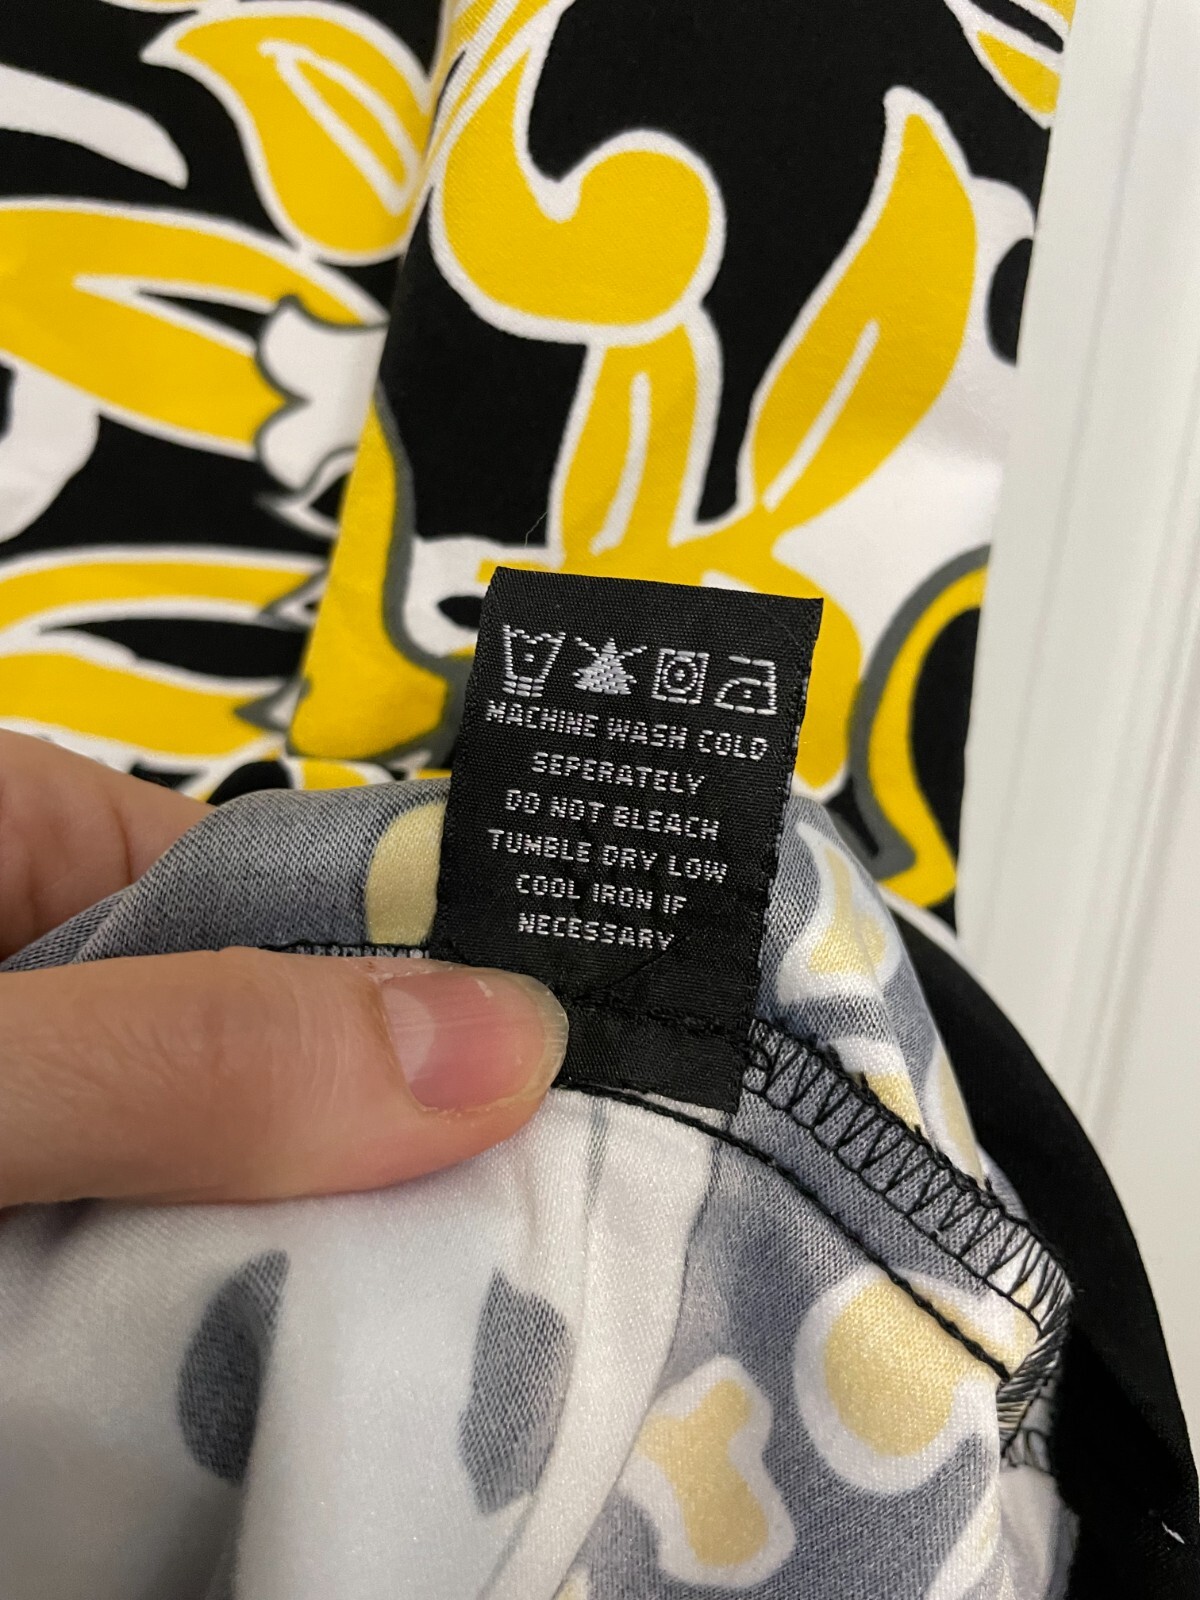 MACHINE WASH COLD
SEPERATELY
DO NOT BLEACH
TUMBLE DRY LOW
COOL IRON IF
NECESSARY